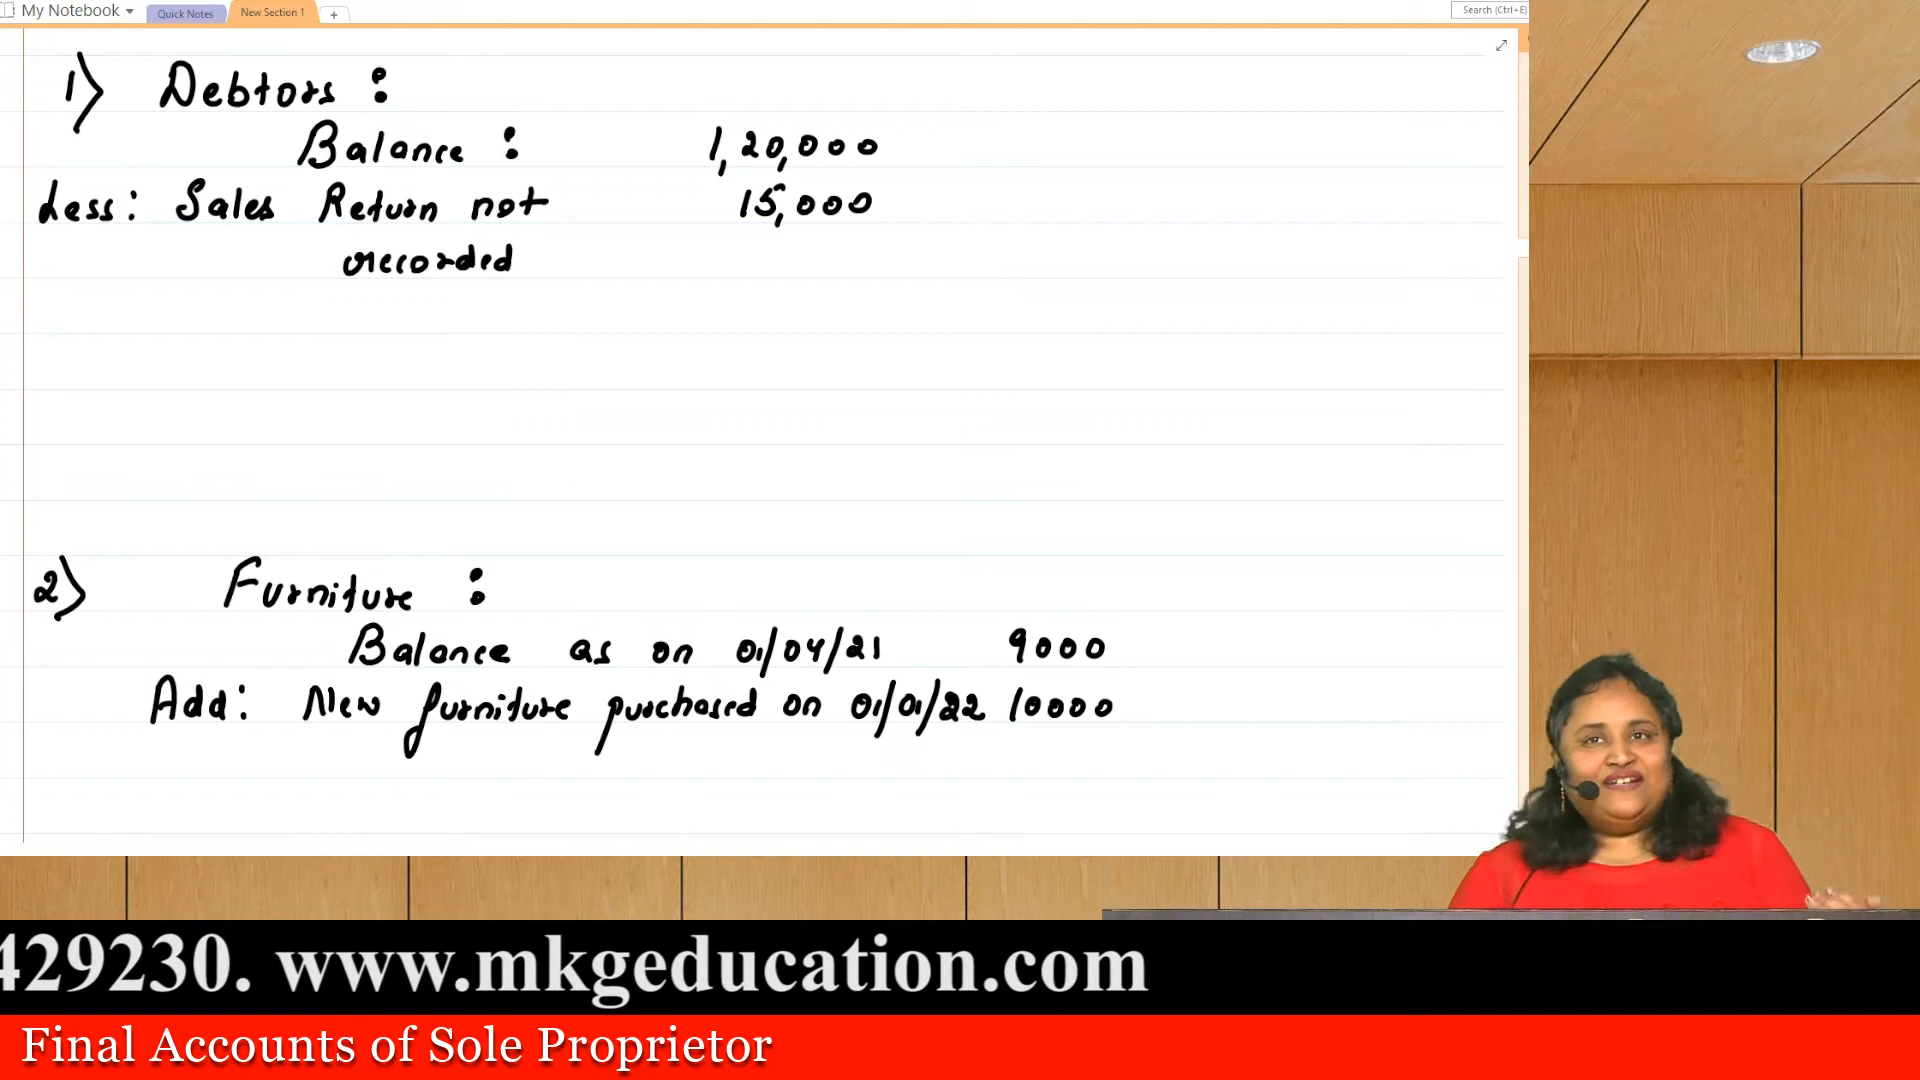 My Notebook
Quick Notes
New Section 1
+
Search (Ctrl+E)
1) Debtors :
Balance : 1,20,000
Less: Sales Return not 15,000
recorded
2) Furniture :
Balance as on 01/04/21 9000
Add: New furniture purchased on 01/01/22 10000
429230. www.mkgeducation.com
Final Accounts of Sole Proprietor